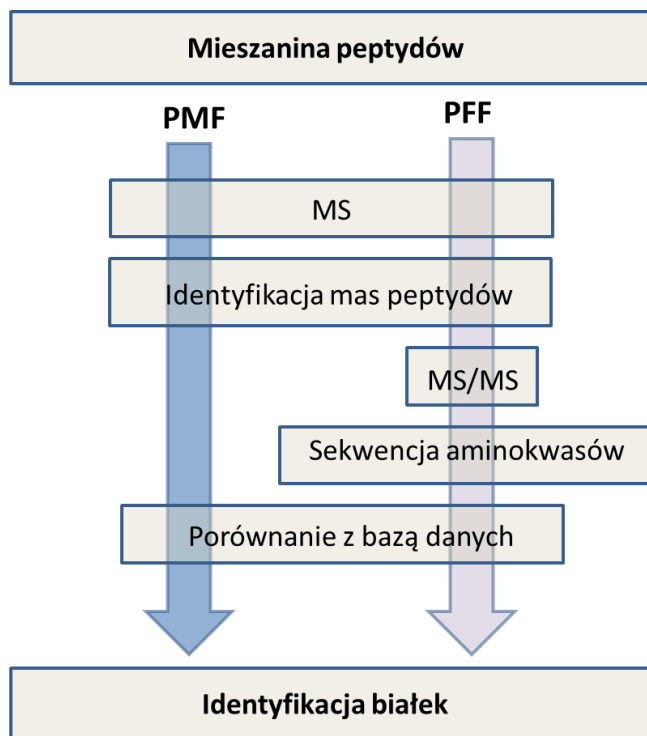 Mieszanina peptydów
PMF
PFF
MS
Identyfikacja mas peptydów
MS/MS
Sekwencja aminokwasów
Porównanie z bazą danych
Identyfikacja białek